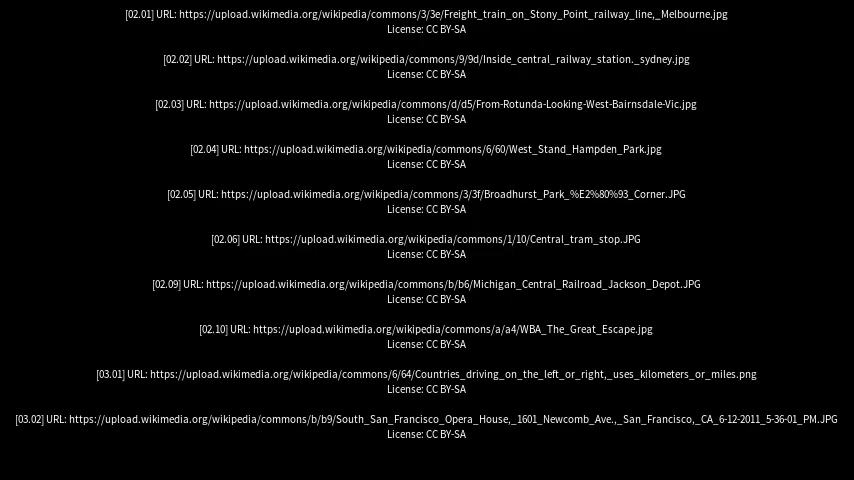 [02.01] URL: https://upload.wikimedia.org/wikipedia/commons/3/3e/Freight_train_on_Stony_Point_railway_line,_Melbourne.jpg
License: CC BY-SA
[02.02] URL: https://upload.wikimedia.org/wikipedia/commons/9/9d/Inside_central_railway_station._sydney.jpg
License: CC BY-SA
[02.03] URL: https://upload.wikimedia.org/wikipedia/commons/d/d5/From-Rotunda-Looking-West-Bairnsdale-Vic.jpg
License: CC BY-SA
[02.04] URL: https://upload.wikimedia.org/wikipedia/commons/6/60/West_Stand_Hampden_Park.jpg
License: CC BY-SA
[02.05] URL: https://upload.wikimedia.org/wikipedia/commons/3/3f/Broadhurst_Park_%E2%80%93_Corner.JPG
License: CC BY-SA
[02.06] URL: https://upload.wikimedia.org/wikipedia/commons/1/10/Central_tram_stop.JPG
License: CC BY-SA
[02.09] URL: https://upload.wikimedia.org/wikipedia/commons/b/b6/Michigan_Central_Railroad_Jackson_Depot.JPG
License: CC BY-SA
[02.10] URL: https://upload.wikimedia.org/wikipedia/commons/a/a4/WBA_The_Great_Escape.jpg
License: CC BY-SA
[03.01] URL: https://upload.wikimedia.org/wikipedia/commons/6/64/Countries_driving_on_the_left_or_right,_uses_kilometers_or_miles.png
License: CC BY-SA
[03.02] URL: https://upload.wikimedia.org/wikipedia/commons/b/b9/South_San_Francisco_Opera_House,_1601_Newcomb_Ave.,_San_Francisco,_CA_6-12-2011_5-36-01_PM.JPG
License: CC BY-SA